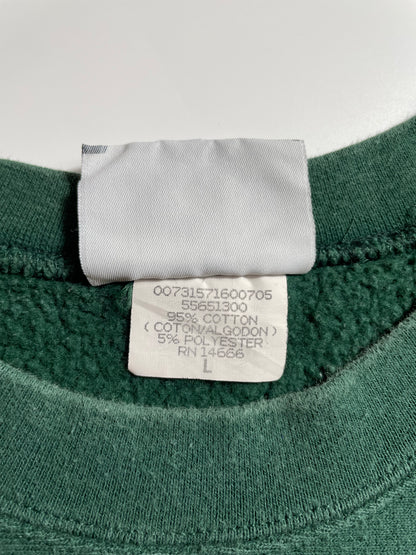 00731571600705
55651300
95% COTTON
(COTON/ALGODON)
5% POLYESTER
RN 14666
L